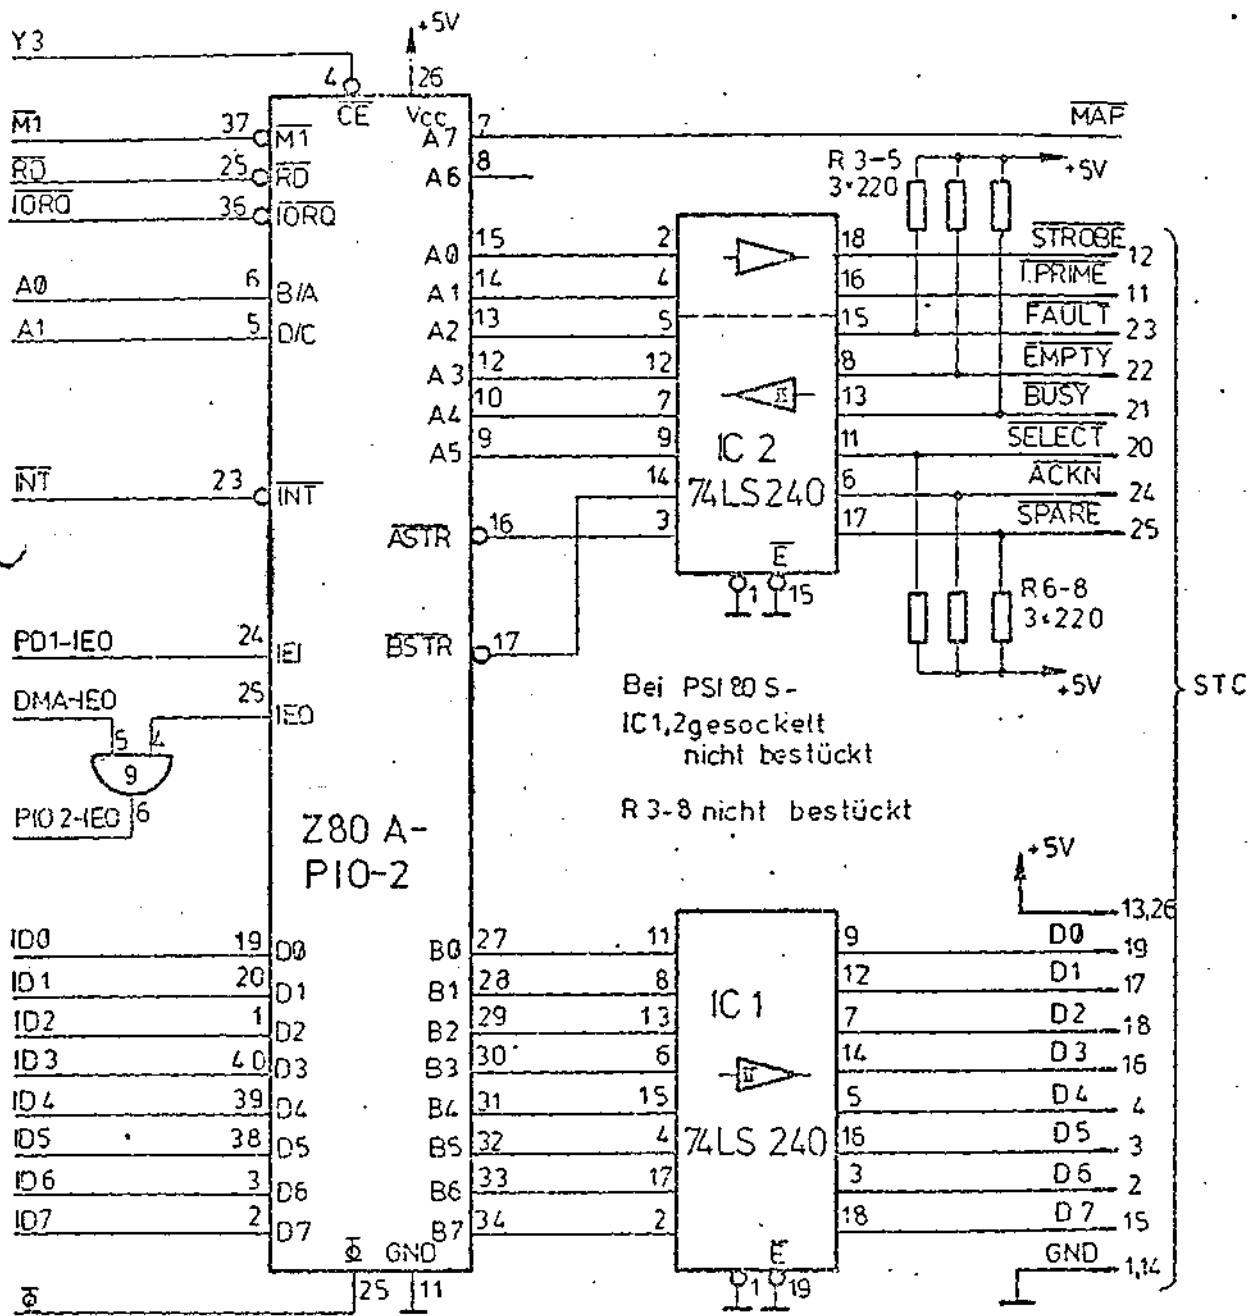 Y3
+5V
4
26
CE
Vcc
M1 37 M1
A7 7 MAP
RD 25 RD
A6 8
R 3-5
3*220
+5V
IORQ 36 IORQ
A0 15 2 18 STROBE 12
A0 6 B/A
A1 14 4 16 I.PRIME 11
A1 5 D/C
A2 13 5 15 FAULT 23
A3 12 12 8 EMPTY 22
A4 10 7 13 BUSY 21
A5 9 9 11 SELECT 20
IC 2
74LS240
14 6 ACKN 24
INT 23 INT
ASTR 16 3 17 SPARE 25
E
1 15
R6-8
3*220
+5V
PD1-IEO 24 IEI
BSTR 17
STC
DMA-IEO 25 IEO
5 4
9
6
PIO 2-IEO
Bei PSI 80 S-
IC1,2 gesockelt
nicht bestückt
R 3-8 nicht bestückt
Z80 A-
PIO-2
+5V
13,26
ID0 19 D0 B0 27 11 9 D0 19
ID1 20 D1 B1 28 8 12 D1 17
IC 1
ID2 1 D2 B2 29 13 7 D2 18
ID3 40 D3 B3 30 6 14 D3 16
ID4 39 D4 B4 31 15 5 D4 4
ID5 38 D5 B5 32 4 16 D5 3
74LS 240
ID6 3 D6 B6 33 17 3 D6 2
ID7 2 D7 B7 34 2 18 D7 15
Φ GND
E
GND 1,14
25 11
1 19
Φ